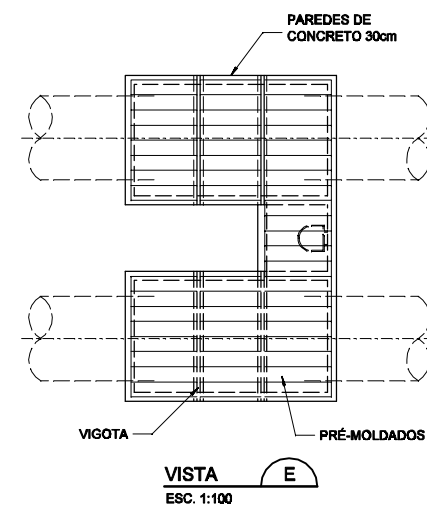 PAREDES DE
CONCRETO 30cm
VIGOTA
PRÉ-MOLDADOS
VISTA E
ESC. 1:100